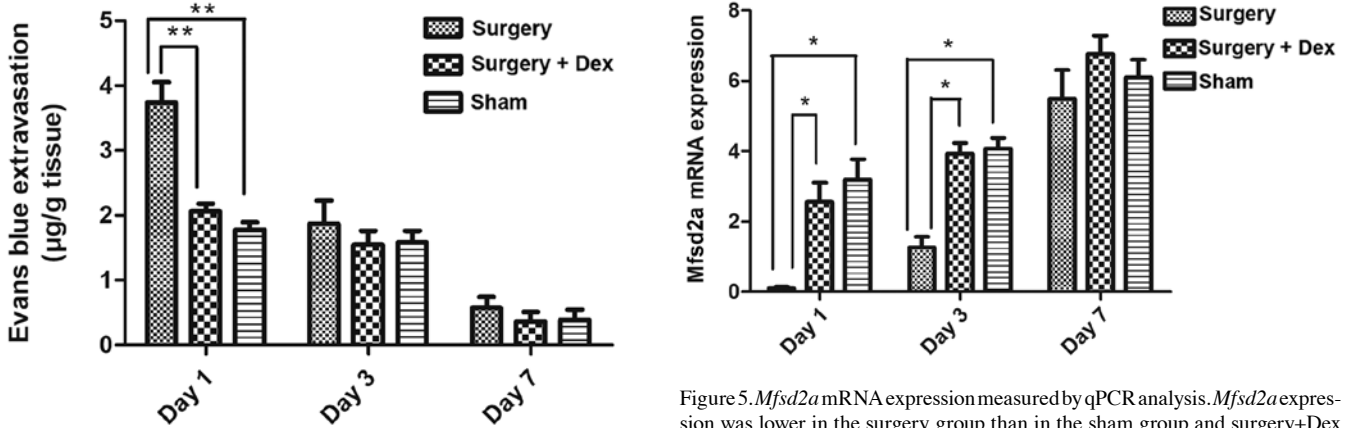 **
**
5
4
3
2
1
0
Evans blue extravasation
(µg/g tissue)
Surgery
Surgery + Dex
Sham
Day 1
Day 3
Day 7
8
6
4
2
0
Mfsd2a mRNA expression
*
*
*
*
Surgery
Surgery + Dex
Sham
Day 1
Day 3
Day 7
Figure 5. Mfsd2a mRNA expression measured by qPCR analysis. Mfsd2a expres-
sion was lower in the surgery group than in the sham group and surgery+Dex